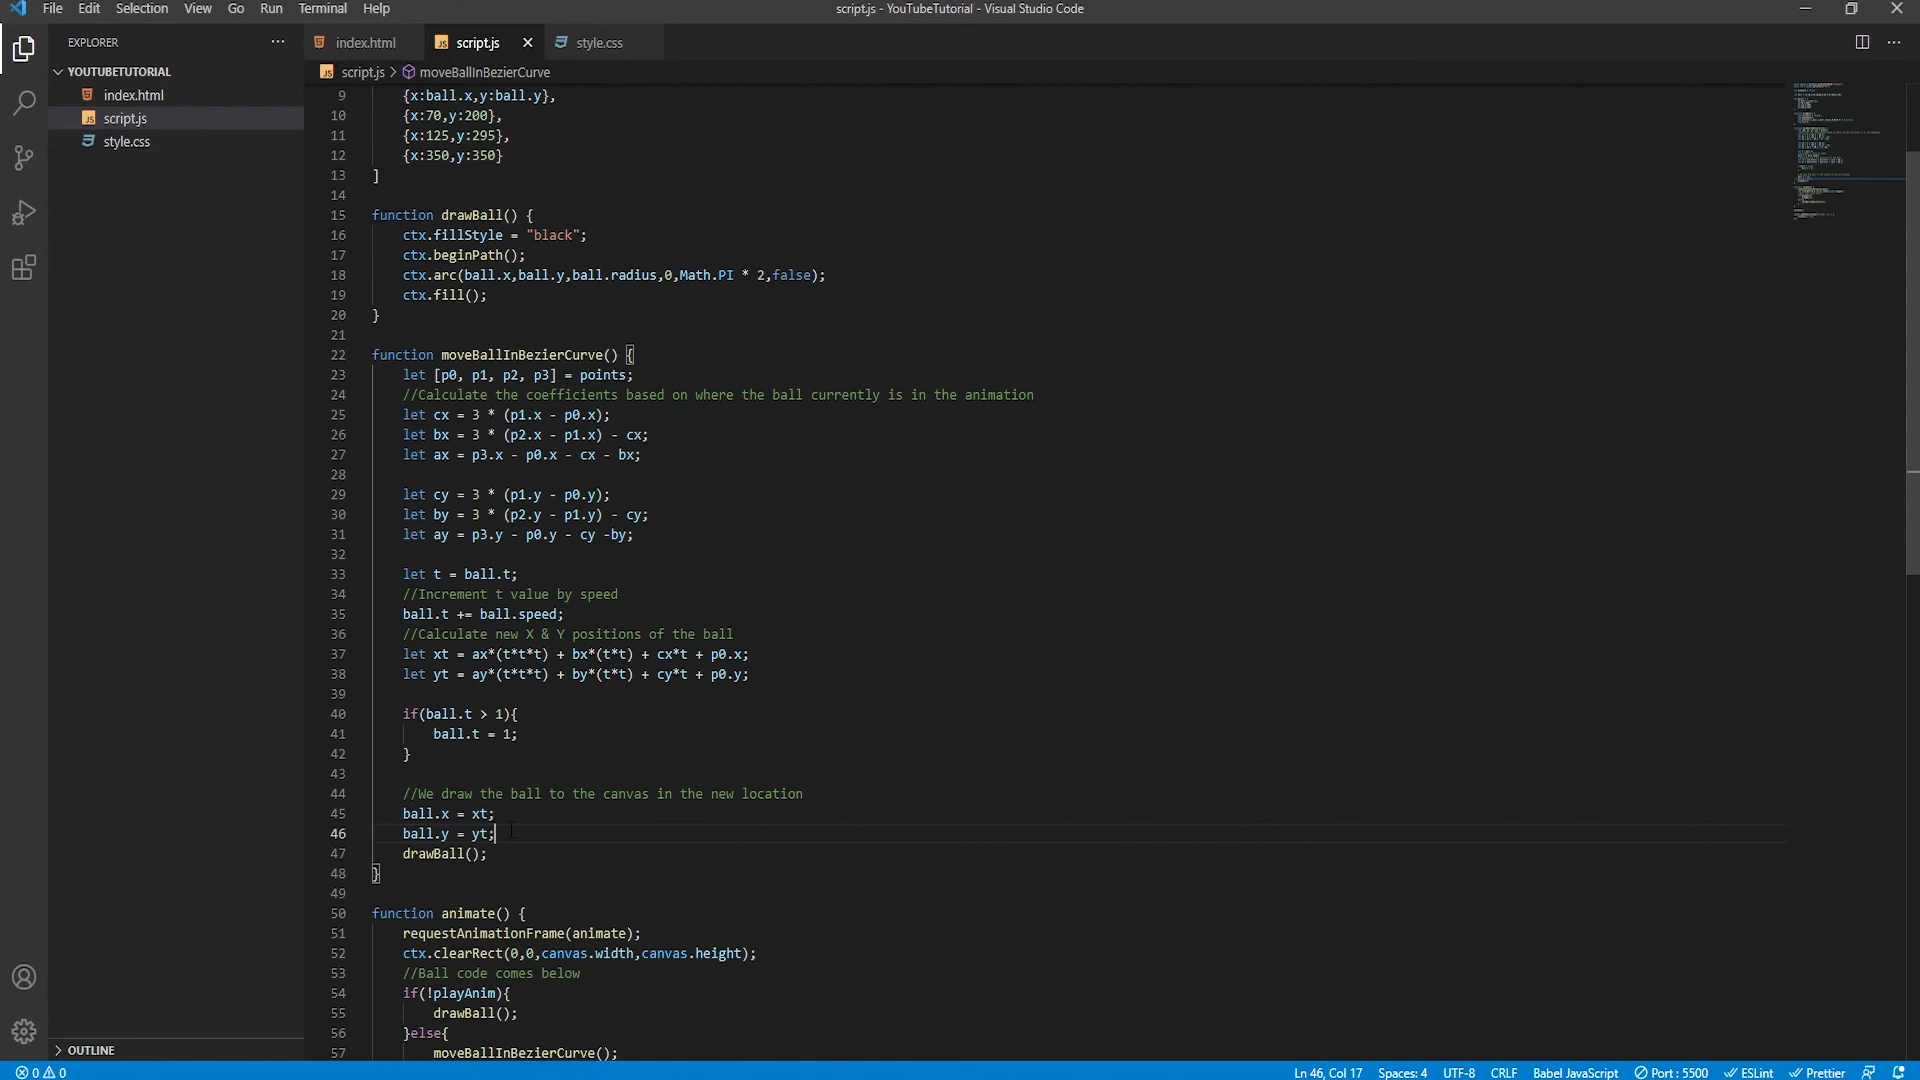 File Edit Selection View Go Run Terminal Help
script.js - YouTubeTutorial - Visual Studio Code
EXPLORER
YOUTUBETUTORIAL
index.html
script.js
style.css
OUTLINE
index.html script.js style.css
script.js > moveBallInBezierCurve
9 {x:ball.x,y:ball.y},
10 {x:70,y:200},
11 {x:125,y:295},
12 {x:350,y:350}
13 ]
14
15 function drawBall() {
16 ctx.fillStyle = "black";
17 ctx.beginPath();
18 ctx.arc(ball.x,ball.y,ball.radius,0,Math.PI * 2,false);
19 ctx.fill();
20 }
21
22 function moveBallInBezierCurve() {
23 let [p0, p1, p2, p3] = points;
24 //Calculate the coefficients based on where the ball currently is in the animation
25 let cx = 3 * (p1.x - p0.x);
26 let bx = 3 * (p2.x - p1.x) - cx;
27 let ax = p3.x - p0.x - cx - bx;
28
29 let cy = 3 * (p1.y - p0.y);
30 let by = 3 * (p2.y - p1.y) - cy;
31 let ay = p3.y - p0.y - cy -by;
32
33 let t = ball.t;
34 //Increment t value by speed
35 ball.t += ball.speed;
36 //Calculate new X & Y positions of the ball
37 let xt = ax*(t*t*t) + bx*(t*t) + cx*t + p0.x;
38 let yt = ay*(t*t*t) + by*(t*t) + cy*t + p0.y;
39
40 if(ball.t > 1){
41 ball.t = 1;
42 }
43
44 //We draw the ball to the canvas in the new location
45 ball.x = xt;
46 ball.y = yt;
47 drawBall();
48 }
49
50 function animate() {
51 requestAnimationFrame(animate);
52 ctx.clearRect(0,0,canvas.width,canvas.height);
53 //Ball code comes below
54 if(!playAnim){
55 drawBall();
56 }else{
57 moveBallInBezierCurve();
0 0 Ln 46, Col 17 Spaces: 4 UTF-8 CRLF Babel JavaScript Port : 5500 ESLint Prettier